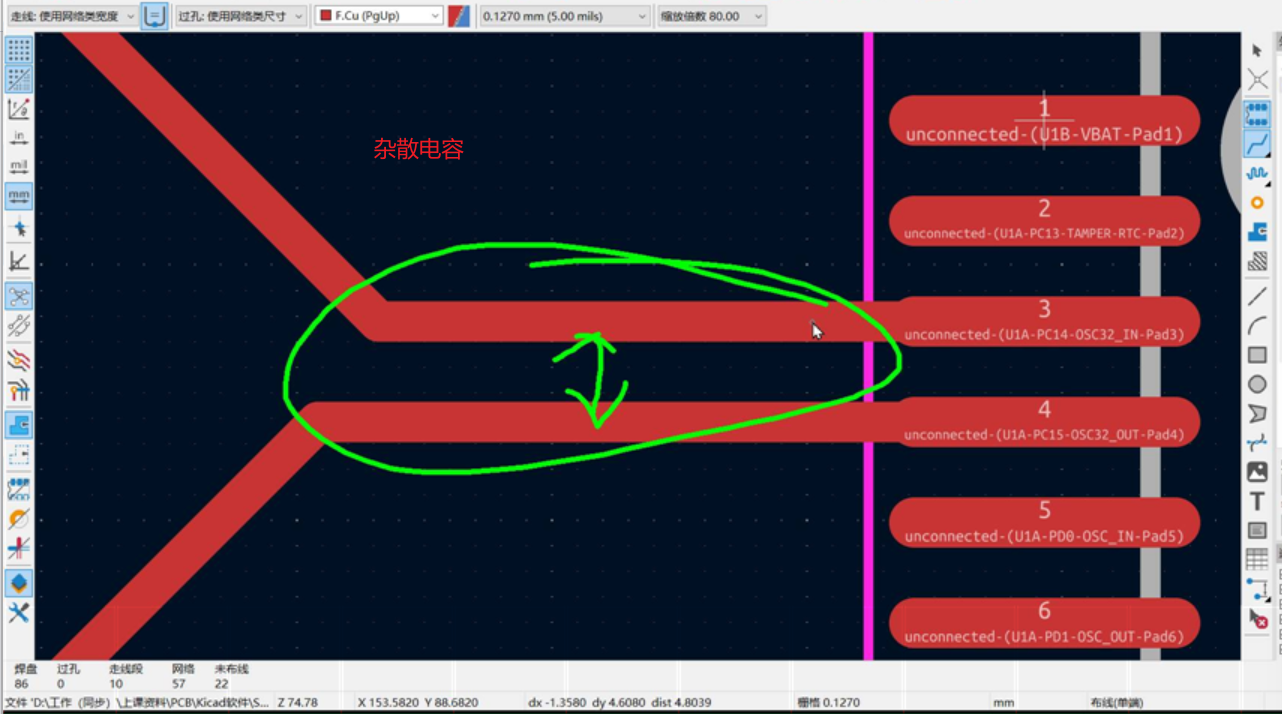 走线: 使用网络类宽度
过孔: 使用网络类尺寸
F.Cu (PgUp)
0.1270 mm (5.00 mils)
缩放倍数 80.00
in
mil
mm
杂散电容
1
unconnected-(U1B-VBAT-Pad1)
2
unconnected-(U1A-PC13-TAMPER-RTC-Pad2)
3
unconnected-(U1A-PC14-OSC32_IN-Pad3)
4
unconnected-(U1A-PC15-OSC32_OUT-Pad4)
5
unconnected-(U1A-PD0-OSC_IN-Pad5)
6
unconnected-(U1A-PD1-OSC_OUT-Pad6)
焊盘 过孔 走线段 网络 未布线
86 0 10 57 22
文件 'D:\工作（同步）\上课资料\PCB\Kicad软件\S... Z 74.78 X 153.5820 Y 88.6820 dx -1.3580 dy 4.6080 dist 4.8039 栅格 0.1270 mm 布线(单端)